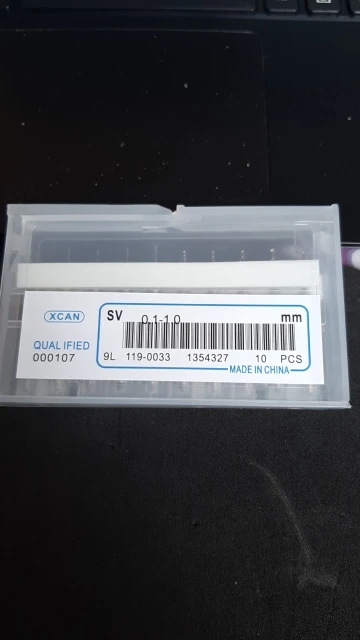 XCAN
SV 0.1-1.0 mm
QUALIFIED
000107
9L 119-0033 1354327 10 PCS
MADE IN CHINA